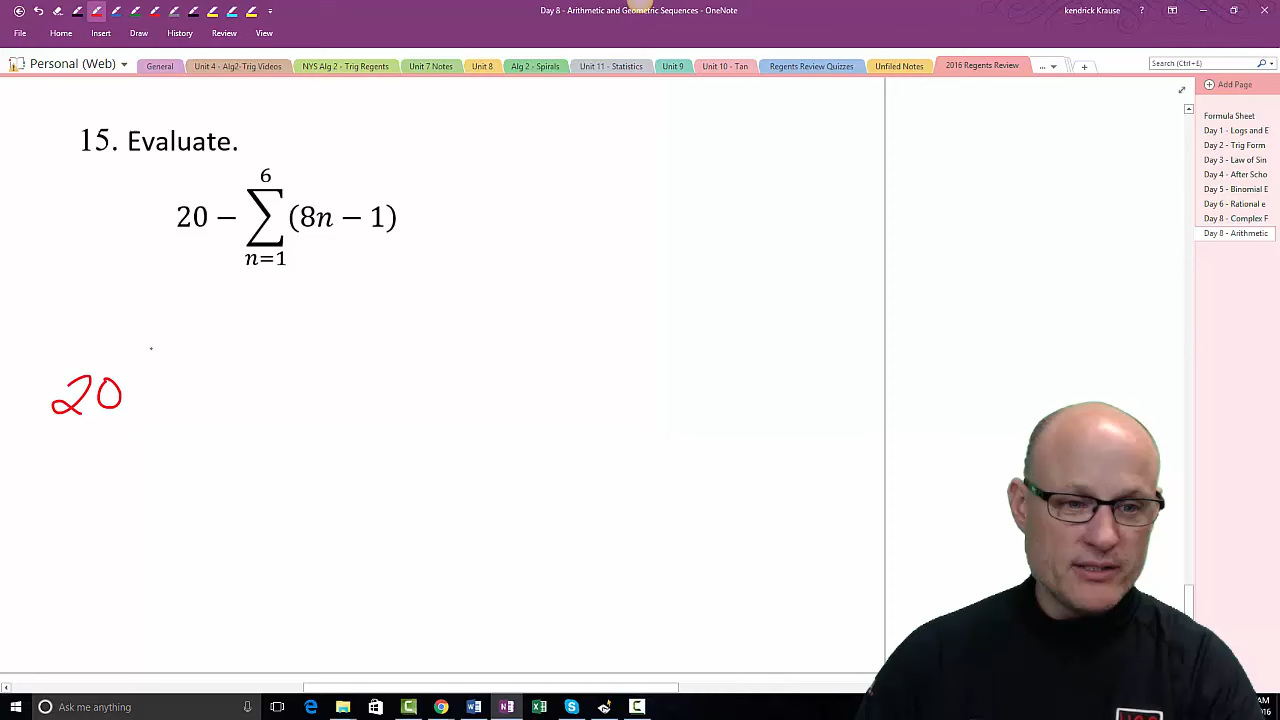 Day 8 - Arithmetic and Geometric Sequences - OneNote
kendrick Krause
?
File Home Insert Draw History Review View
Personal (Web)
General
Unit 4 - Alg2-Trig Videos
NYS Alg 2 - Trig Regents
Unit 7 Notes
Unit 8
Alg 2 - Spirals
Unit 11 - Statistics
Unit 9
Unit 10 - Tan
Regents Review Quizzes
Unfiled Notes
2016 Regents Review
...
Search (Ctrl+E)
Add Page
Formula Sheet
Day 1 - Logs and E
Day 2 - Trig Form
Day 3 - Law of Sin
Day 4 - After Scho
Day 5 - Binomial E
Day 6 - Rational e
Day 8 - Complex F
Day 8 - Arithmetic
15. Evaluate.
6
20 − ∑ (8n − 1)
n=1
20
Ask me anything
AM